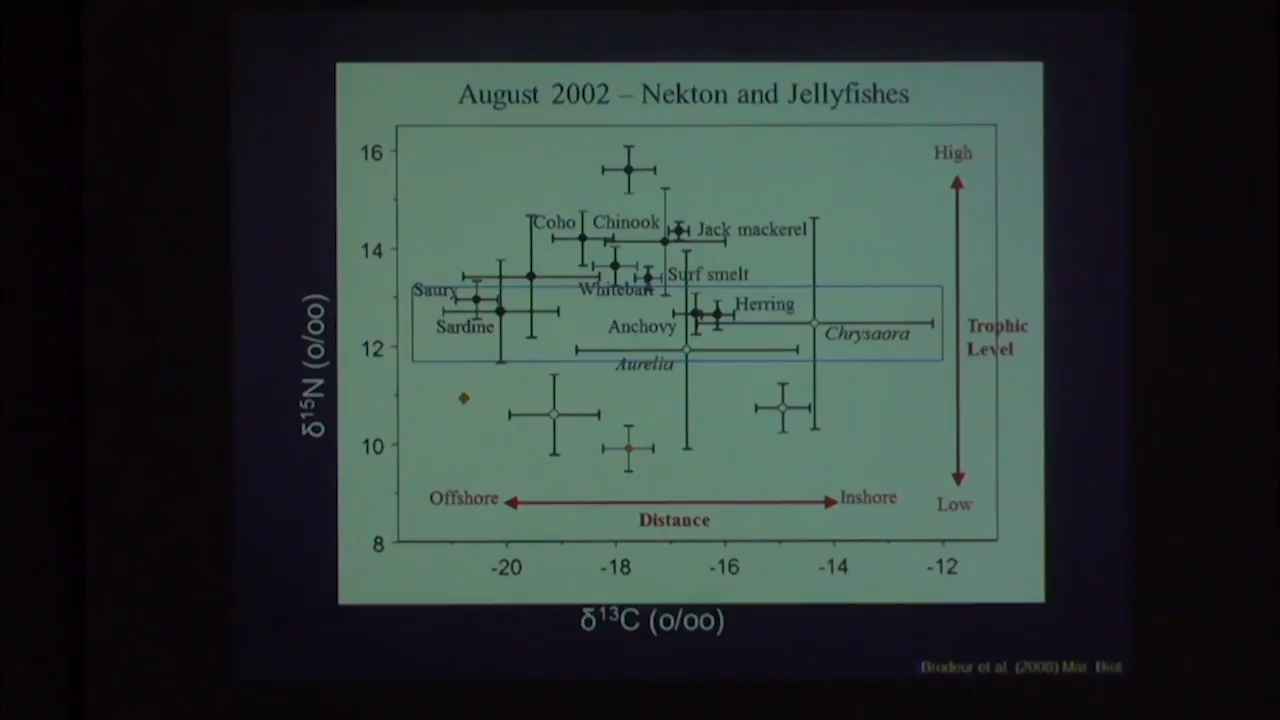 August 2002 – Nekton and Jellyfishes
16
14
12
10
8
δ15N (o/oo)
High
Coho
Chinook
Jack mackerel
Surf smelt
Saury
Whitebait
Herring
Sardine
Anchovy
Chrysaora
Aurelia
Trophic
Level
Offshore
Inshore
Low
Distance
-20
-18
-16
-14
-12
δ13C (o/oo)
Brodeur et al. (2008) Mar. Biol.